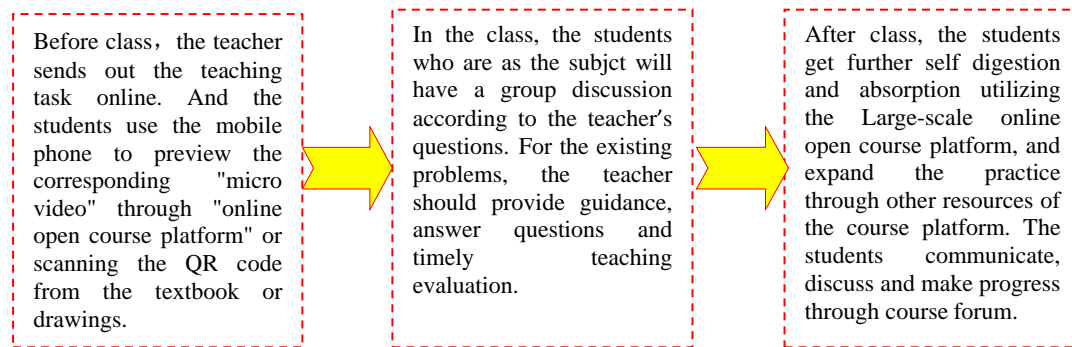 Before class，the teacher
sends out the teaching
task online. And the
students use the mobile
phone to preview the
corresponding "micro
video" through "online
open course platform" or
scanning the QR code
from the textbook or
drawings.
In the class, the students
who are as the subjct will
have a group discussion
according to the teacher's
questions. For the existing
problems, the teacher
should provide guidance,
answer questions and
timely teaching
evaluation.
After class, the students
get further self digestion
and absorption utilizing
the Large-scale online
open course platform, and
expand the practice
through other resources of
the course platform. The
students communicate,
discuss and make progress
through course forum.